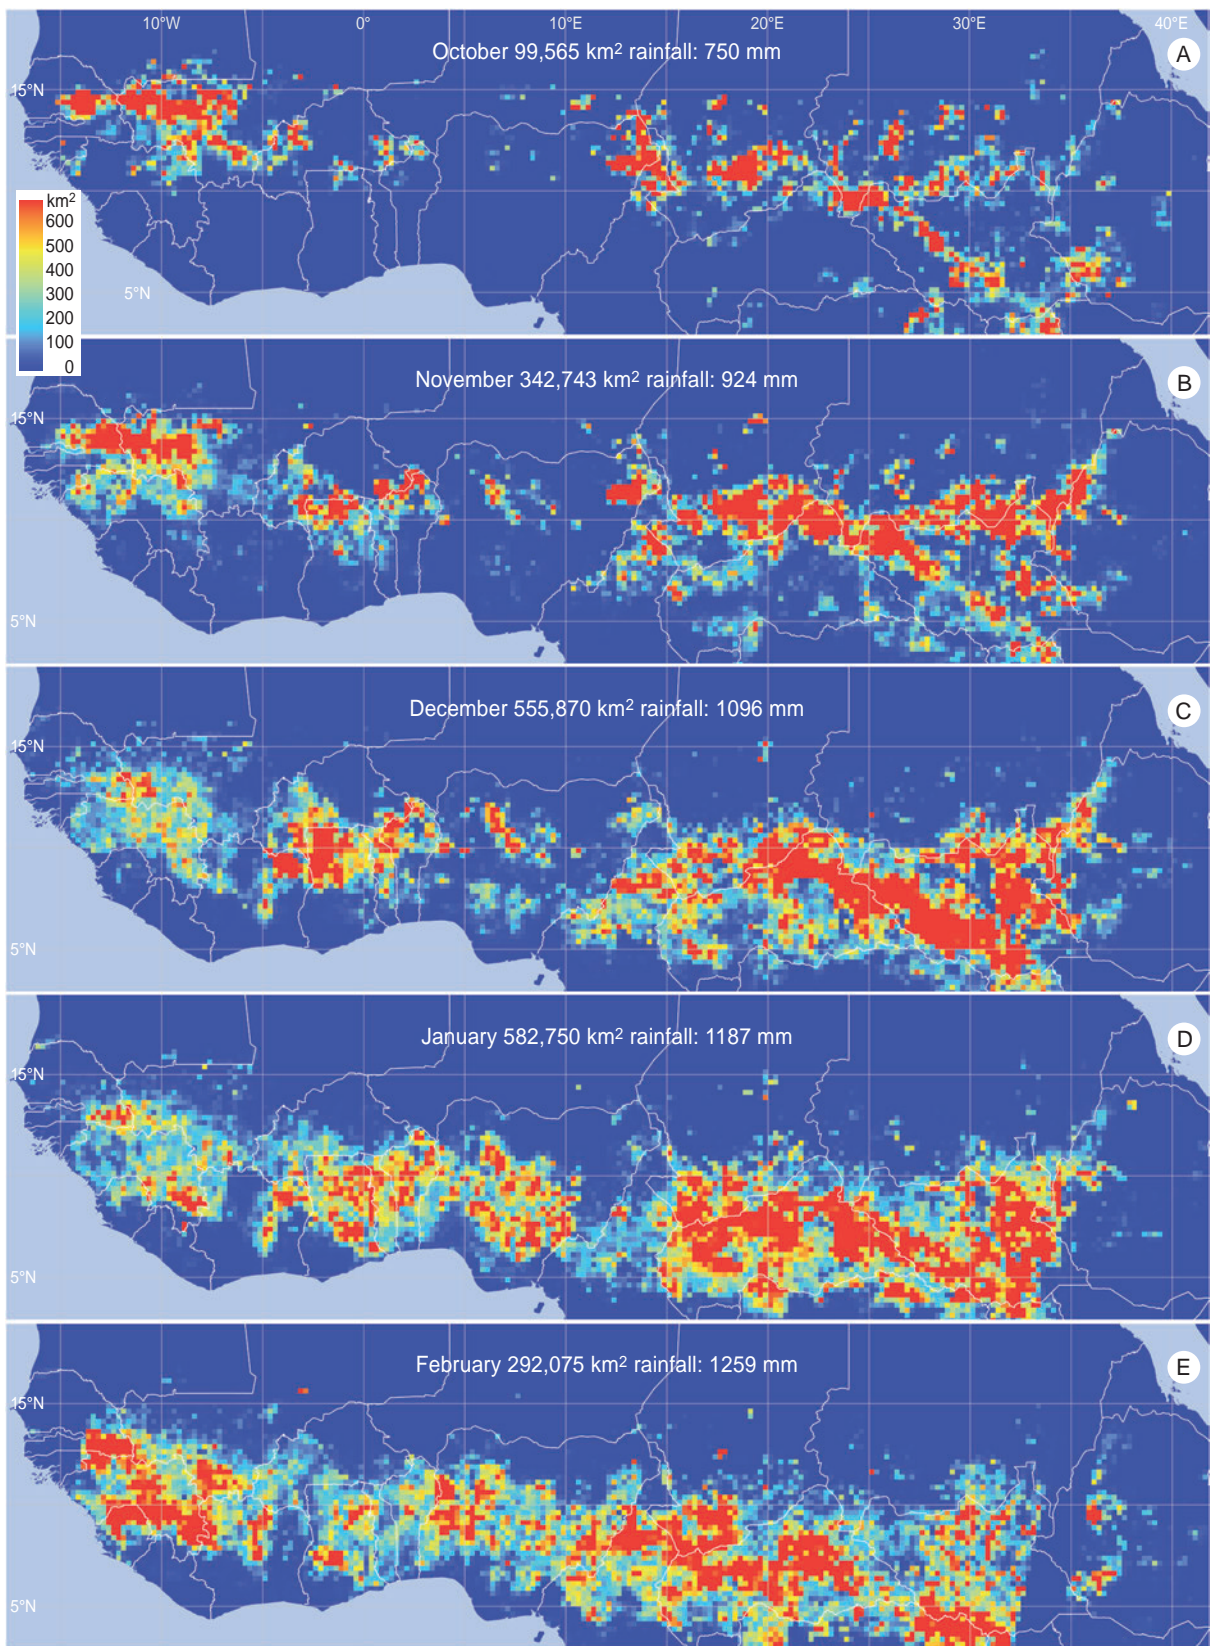 10°W 0° 10°E 20°E 30°E 40°E
October 99,565 km² rainfall: 750 mm
A
15°N
km²
600
500
400
300
200
100
0
5°N
November 342,743 km² rainfall: 924 mm
B
15°N
5°N
December 555,870 km² rainfall: 1096 mm
C
15°N
5°N
January 582,750 km² rainfall: 1187 mm
D
15°N
5°N
February 292,075 km² rainfall: 1259 mm
E
15°N
5°N